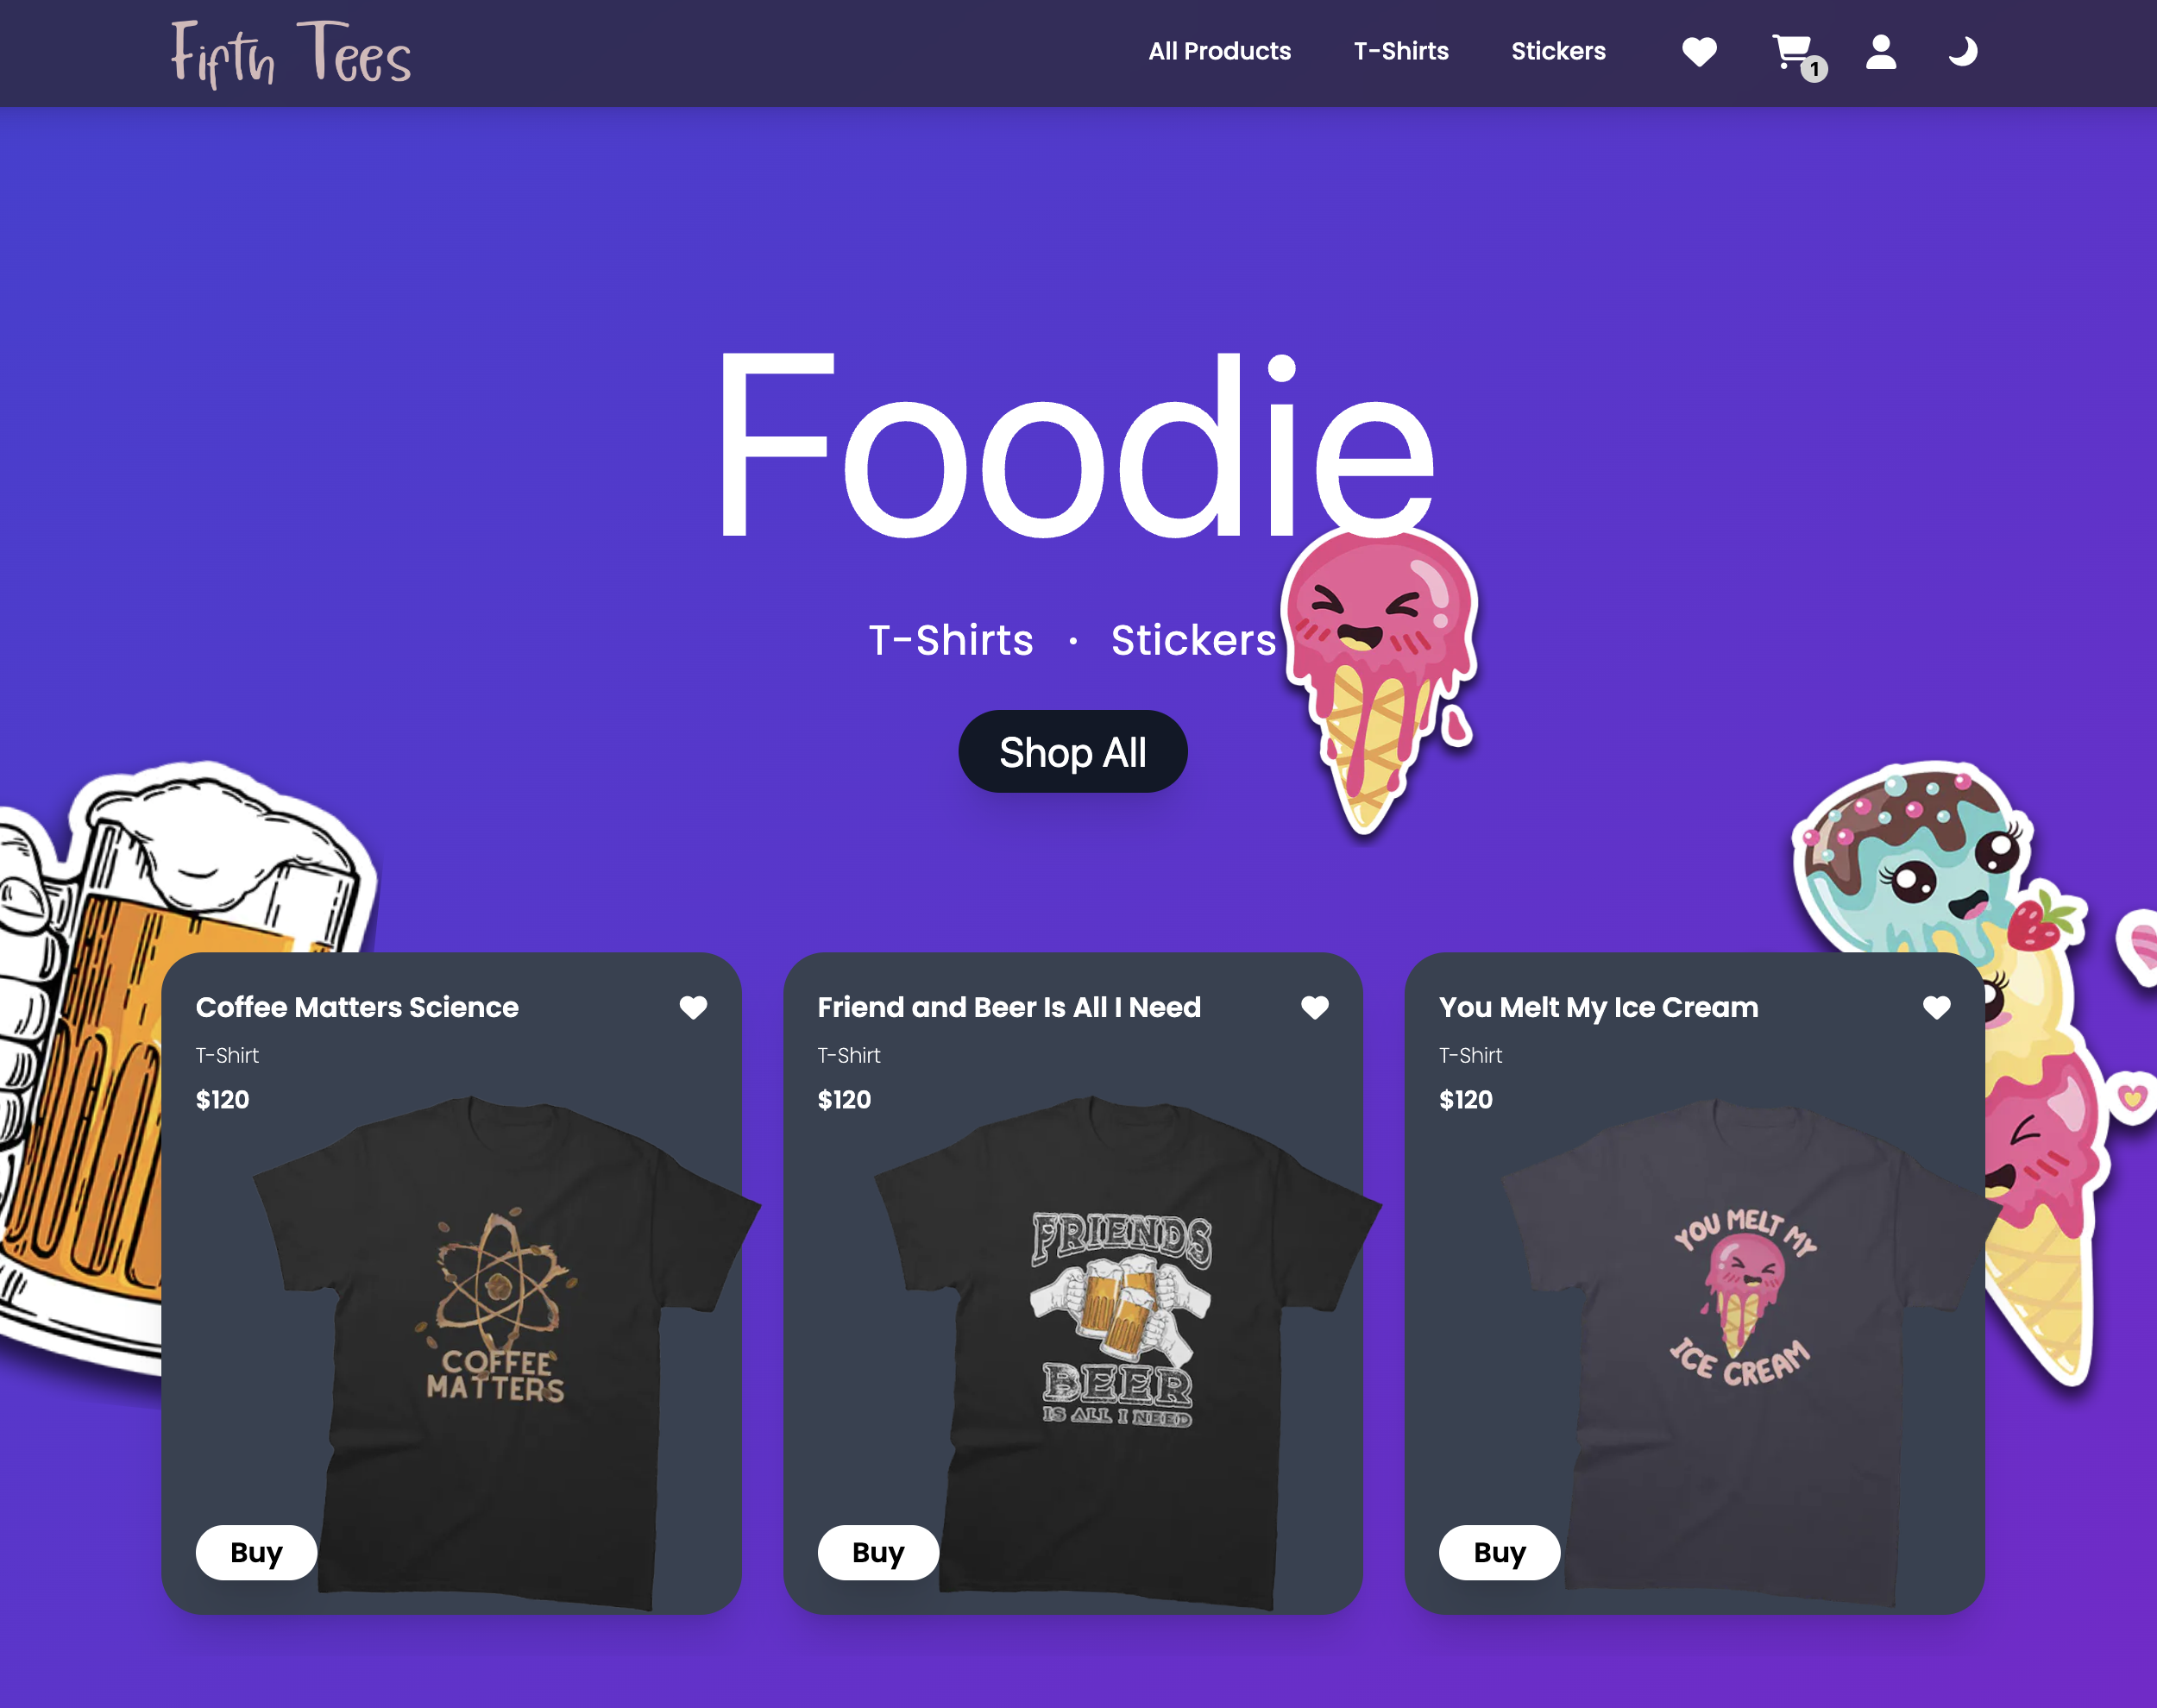 Fifth Tees
All Products
T-Shirts
Stickers
1
Foodie
T-Shirts · Stickers
Shop All
Coffee Matters Science
T-Shirt
$120
COFFEE
MATTERS
Buy
Friend and Beer Is All I Need
T-Shirt
$120
FRIENDS
BEER
IS ALL I NEED
Buy
You Melt My Ice Cream
T-Shirt
$120
YOU MELT MY
ICE CREAM
Buy